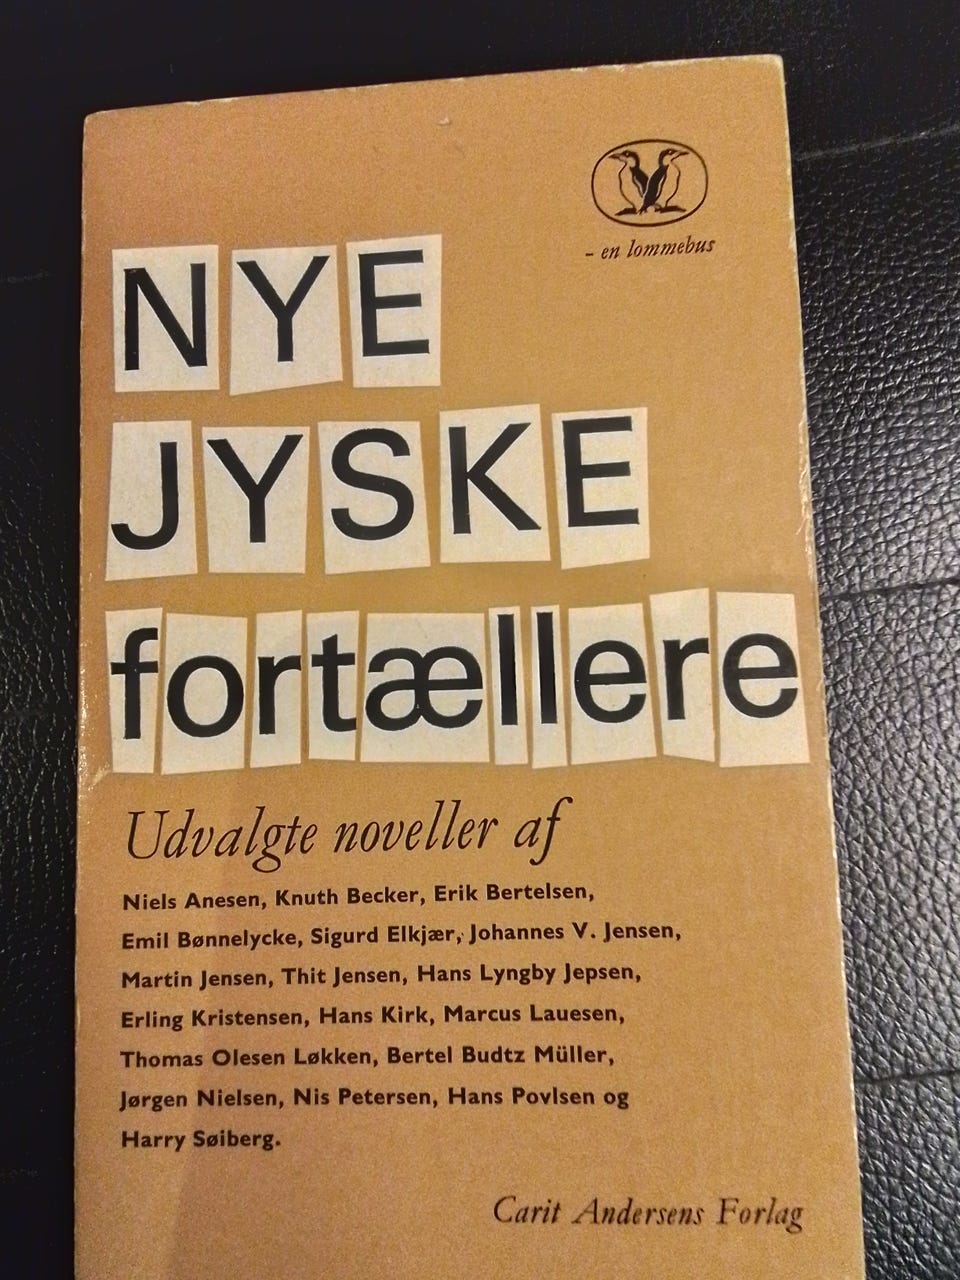 - en lommebus
NYE
JYSKE
fortællere
Udvalgte noveller af
Niels Anesen, Knuth Becker, Erik Bertelsen,
Emil Bønnelycke, Sigurd Elkjær, Johannes V. Jensen,
Martin Jensen, Thit Jensen, Hans Lyngby Jepsen,
Erling Kristensen, Hans Kirk, Marcus Lauesen,
Thomas Olesen Løkken, Bertel Budtz Müller,
Jørgen Nielsen, Nis Petersen, Hans Povlsen og
Harry Søiberg.
Carit Andersens Forlag